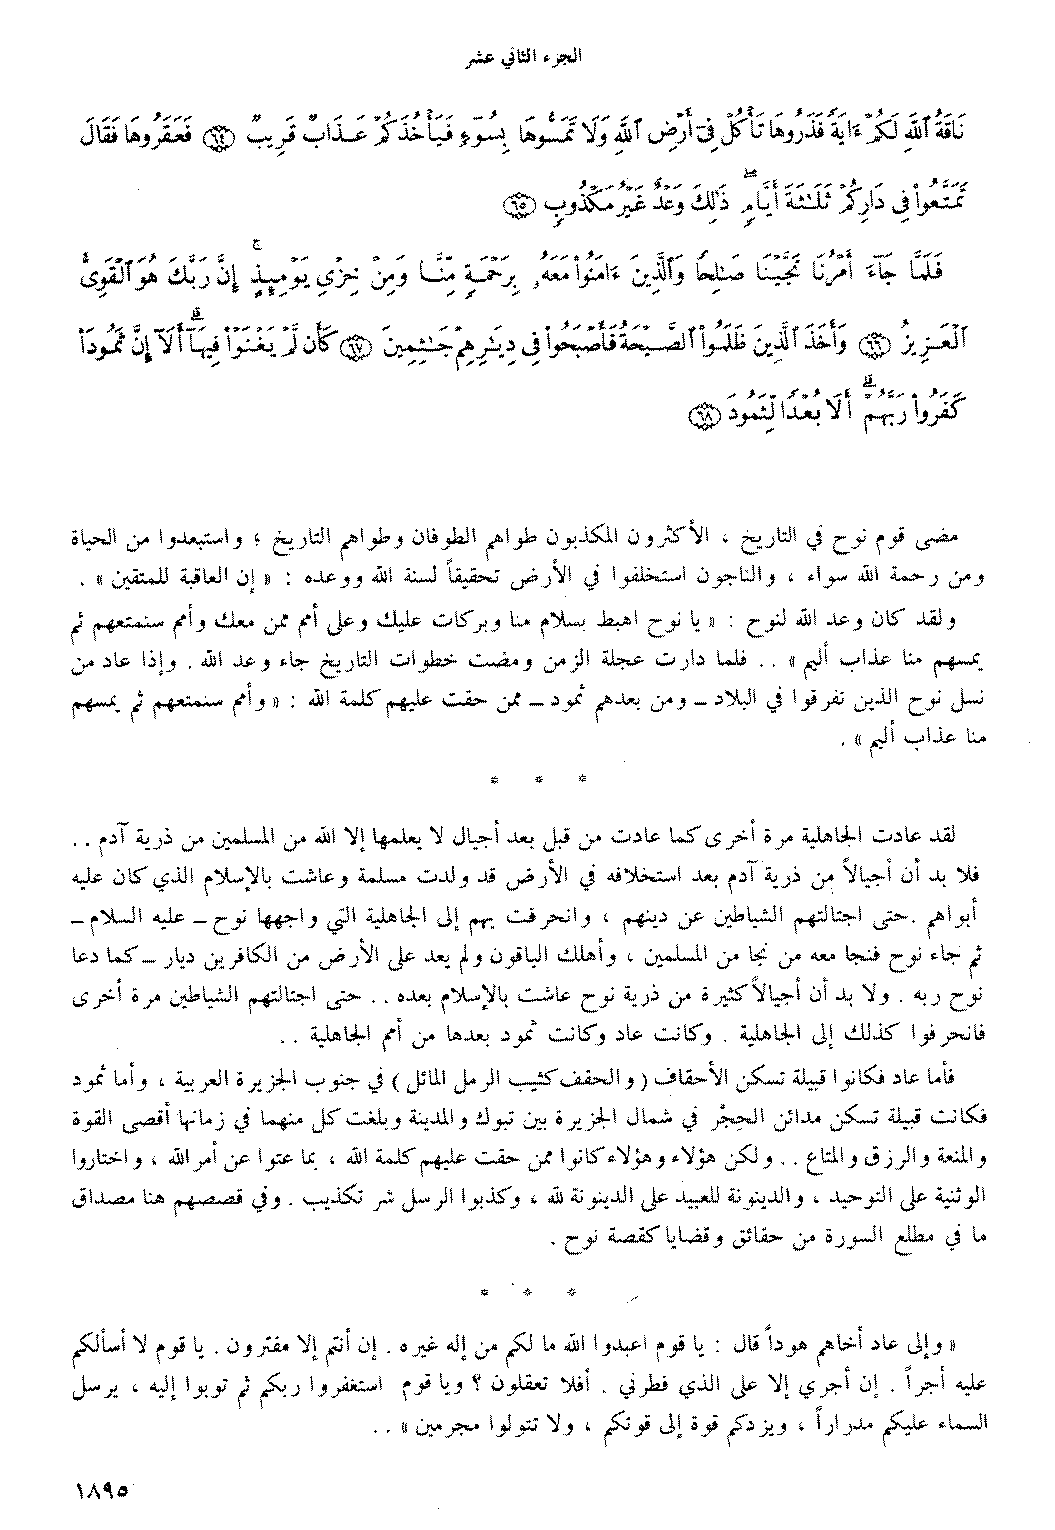 الجزء الثاني عشر
نَاقَةُ ٱللَّهِ لَكُمْ ءَايَةً فَذَرُوهَا تَأْكُلْ فِىٓ أَرْضِ ٱللَّهِ وَلَا تَمَسُّوهَا بِسُوٓءٍ فَيَأْخُذَكُمْ عَذَابٌ قَرِيبٌ ﴿٦٤﴾ فَعَقَرُوهَا فَقَالَ
تَمَتَّعُوا۟ فِى دَارِكُمْ ثَلَـٰثَةَ أَيَّامٍ ۖ ذَٰلِكَ وَعْدٌ غَيْرُ مَكْذُوبٍ ﴿٦٥﴾
فَلَمَّا جَآءَ أَمْرُنَا نَجَّيْنَا صَـٰلِحًا وَٱلَّذِينَ ءَامَنُوا۟ مَعَهُۥ بِرَحْمَةٍ مِّنَّا وَمِنْ خِزْىِ يَوْمِئِذٍ ۚ إِنَّ رَبَّكَ هُوَ ٱلْقَوِىُّ
ٱلْعَزِيزُ ﴿٦٦﴾ وَأَخَذَ ٱلَّذِينَ ظَلَمُوا۟ ٱلصَّيْحَةُ فَأَصْبَحُوا۟ فِى دِيَـٰرِهِمْ جَـٰثِمِينَ ﴿٦٧﴾ كَأَن لَّمْ يَغْنَوْا۟ فِيهَآ ۗ أَلَآ إِنَّ ثَمُودَا۟
كَفَرُوا۟ رَبَّهُمْ ۗ أَلَا بُعْدًا لِّثَمُودَ ﴿٦٨﴾
مضى قوم نوح في التاريخ ، الأكثرون المكذبون طواهم الطوفان وطواهم التاريخ ؛ واستبعدوا من الحياة
ومن رحمة الله سواء ، والناجون استخلفوا في الأرض تحقيقاً لسنة الله ووعده : « إن العاقبة للمتقين » .
ولقد كان وعد الله لنوح : « يا نوح اهبط بسلام منا وبركات عليك وعلى أمم ممن معك وأمم سنمتعهم ثم
يمسهم منا عذاب أليم » .. فلما دارت عجلة الزمن ومضت خطوات التاريخ جاء وعد الله . وإذا عاد من
نسل نوح الذين تفرقوا في البلاد ــ ومن بعدهم ثمود ــ ممن حقت عليهم كلمة الله : « وأمم سنمتعهم ثم يمسهم
منا عذاب أليم » .
* * *
لقد عادت الجاهلية مرة أخرى كما عادت من قبل بعد أجيال لا يعلمها إلا الله من المسلمين من ذرية آدم ..
فلا بد أن أجيالاً من ذرية آدم بعد استخلافه في الأرض قد ولدت مسلمة وعاشت بالإسلام الذي كان عليه
أبواهم . حتى اجتالتهم الشياطين عن دينهم ، وانحرفت بهم إلى الجاهلية التي واجهها نوح ــ عليه السلام ــ
ثم جاء نوح فنجا معه من نجا من المسلمين ، وأهلك الباقون ولم يعد على الأرض من الكافرين ديار ــ كما دعا
نوح ربه . ولا بد أن أجيالاً كثيرة من ذرية نوح عاشت بالإسلام بعده .. حتى اجتالتهم الشياطين مرة أخرى
فانحرفوا كذلك إلى الجاهلية . وكانت عاد وكانت ثمود بعدها من أمم الجاهلية ..
فأما عاد فكانوا قبيلة تسكن الأحقاف ( والحقف كثيب الرمل المائل ) في جنوب الجزيرة العربية ، وأما ثمود
فكانت قبيلة تسكن مدائن الحِجْر في شمال الجزيرة بين تبوك والمدينة وبلغت كل منهما في زمانها أقصى القوة
والمنعة والرزق والمتاع .. ولكن هؤلاء وهؤلاء كانوا ممن حقت عليهم كلمة الله ، بما عتوا عن أمر الله ، واختاروا
الوثنية على التوحيد ، والدينونة للعبيد على الدينونة لله ، وكذبوا الرسل شر تكذيب . وفي قصصهم هنا مصداق
ما في مطلع السورة من حقائق وقضايا كقصة نوح .
* * *
« وإلى عاد أخاهم هوداً قال : يا قوم اعبدوا الله ما لكم من إله غيره . إن أنتم إلا مفترون . يا قوم لا أسألكم
عليه أجراً . إن أجري إلا على الذي فطرني . أفلا تعقلون ؟ ويا قوم استغفروا ربكم ثم توبوا إليه ، يرسل
السماء عليكم مدراراً ، ويزدكم قوة إلى قوتكم ، ولا تتولوا مجرمين » ..
١٨٩٥